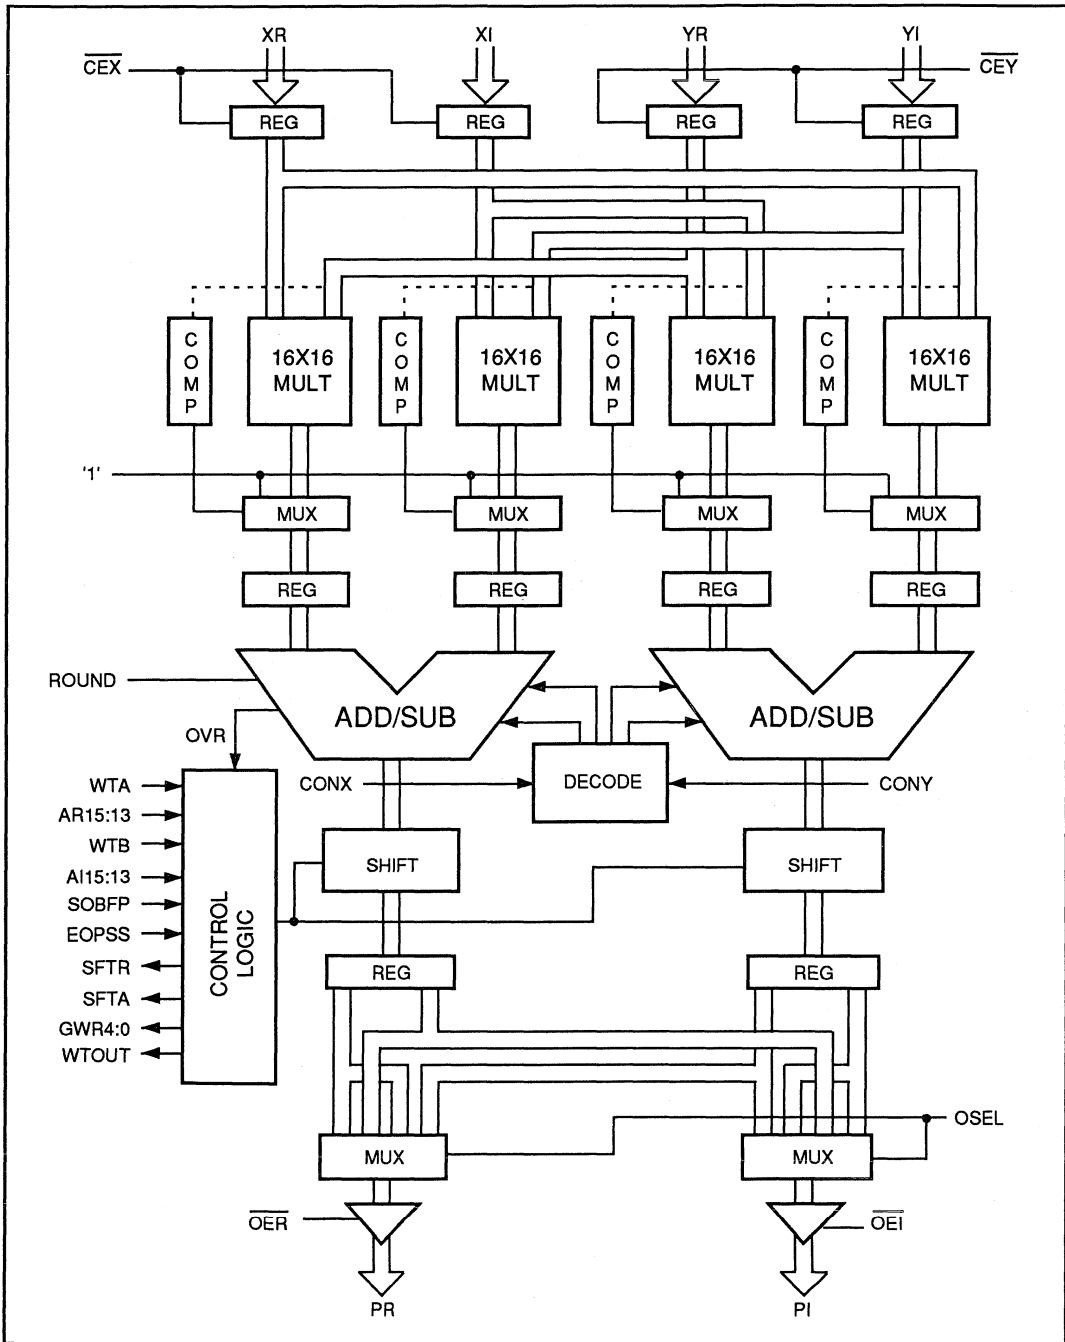 XR XI YR YI
CEX CEY
REG REG REG REG
COMP 16X16 MULT COMP 16X16 MULT COMP 16X16 MULT COMP 16X16 MULT
'1'
MUX MUX MUX MUX
REG REG REG REG
ROUND
ADD/SUB ADD/SUB
OVR
CONX DECODE CONY
WTA
AR15:13
WTB
AI15:13
SOBFP
EOPSS
SFTR
SFTA
GWR4:0
WTOUT
CONTROL LOGIC
SHIFT SHIFT
REG REG
OSEL
MUX MUX
OER OEI
PR PI